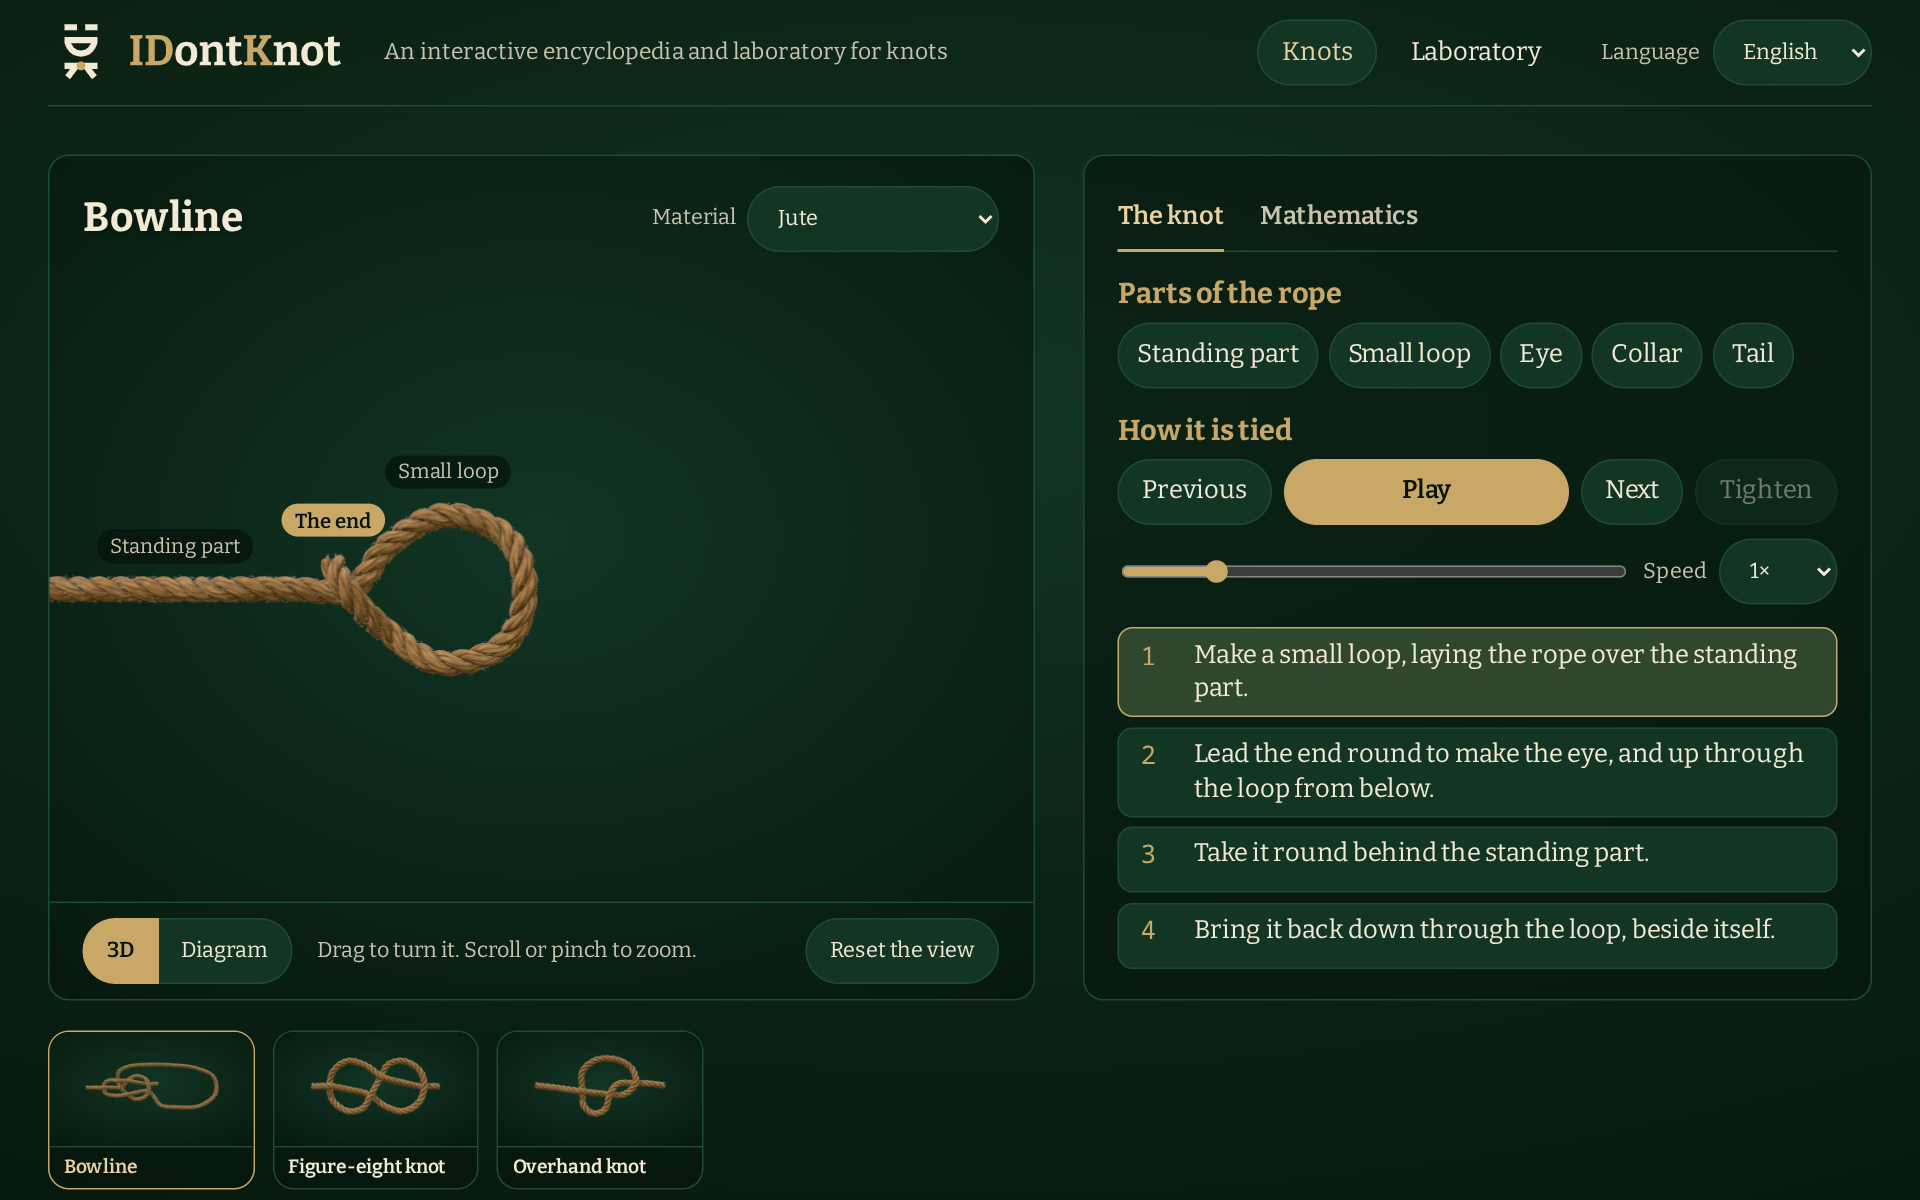 IDontKnot
An interactive encyclopedia and laboratory for knots
Knots
Laboratory
Language
English
Bowline
Material
Jute
Small loop
The end
Standing part
3D
Diagram
Drag to turn it. Scroll or pinch to zoom.
Reset the view
The knot
Mathematics
Parts of the rope
Standing part
Small loop
Eye
Collar
Tail
How it is tied
Previous
Play
Next
Tighten
Speed
1×
1
Make a small loop, laying the rope over the standing
part.
2
Lead the end round to make the eye, and up through
the loop from below.
3
Take it round behind the standing part.
4
Bring it back down through the loop, beside itself.
Bowline
Figure-eight knot
Overhand knot